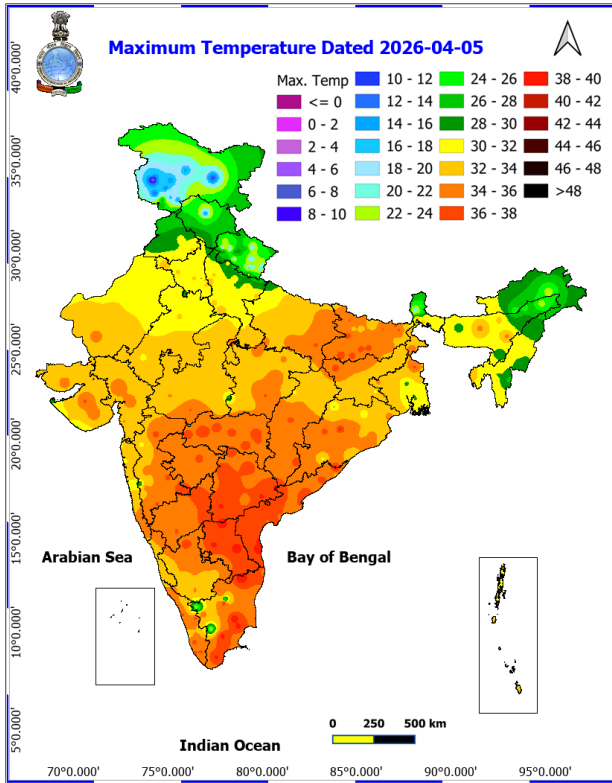 Maximum Temperature Dated 2026-04-05
Max. Temp
<= 0
0 - 2
2 - 4
4 - 6
6 - 8
8 - 10
10 - 12
12 - 14
14 - 16
16 - 18
18 - 20
20 - 22
22 - 24
24 - 26
26 - 28
28 - 30
30 - 32
32 - 34
34 - 36
36 - 38
38 - 40
40 - 42
42 - 44
44 - 46
46 - 48
>48
40°0.000'
35°0.000'
30°0.000'
25°0.000'
20°0.000'
15°0.000'
10°0.000'
5°0.000'
Arabian Sea
Bay of Bengal
Indian Ocean
0 250 500 km
70°0.000' 75°0.000' 80°0.000' 85°0.000' 90°0.000' 95°0.000'